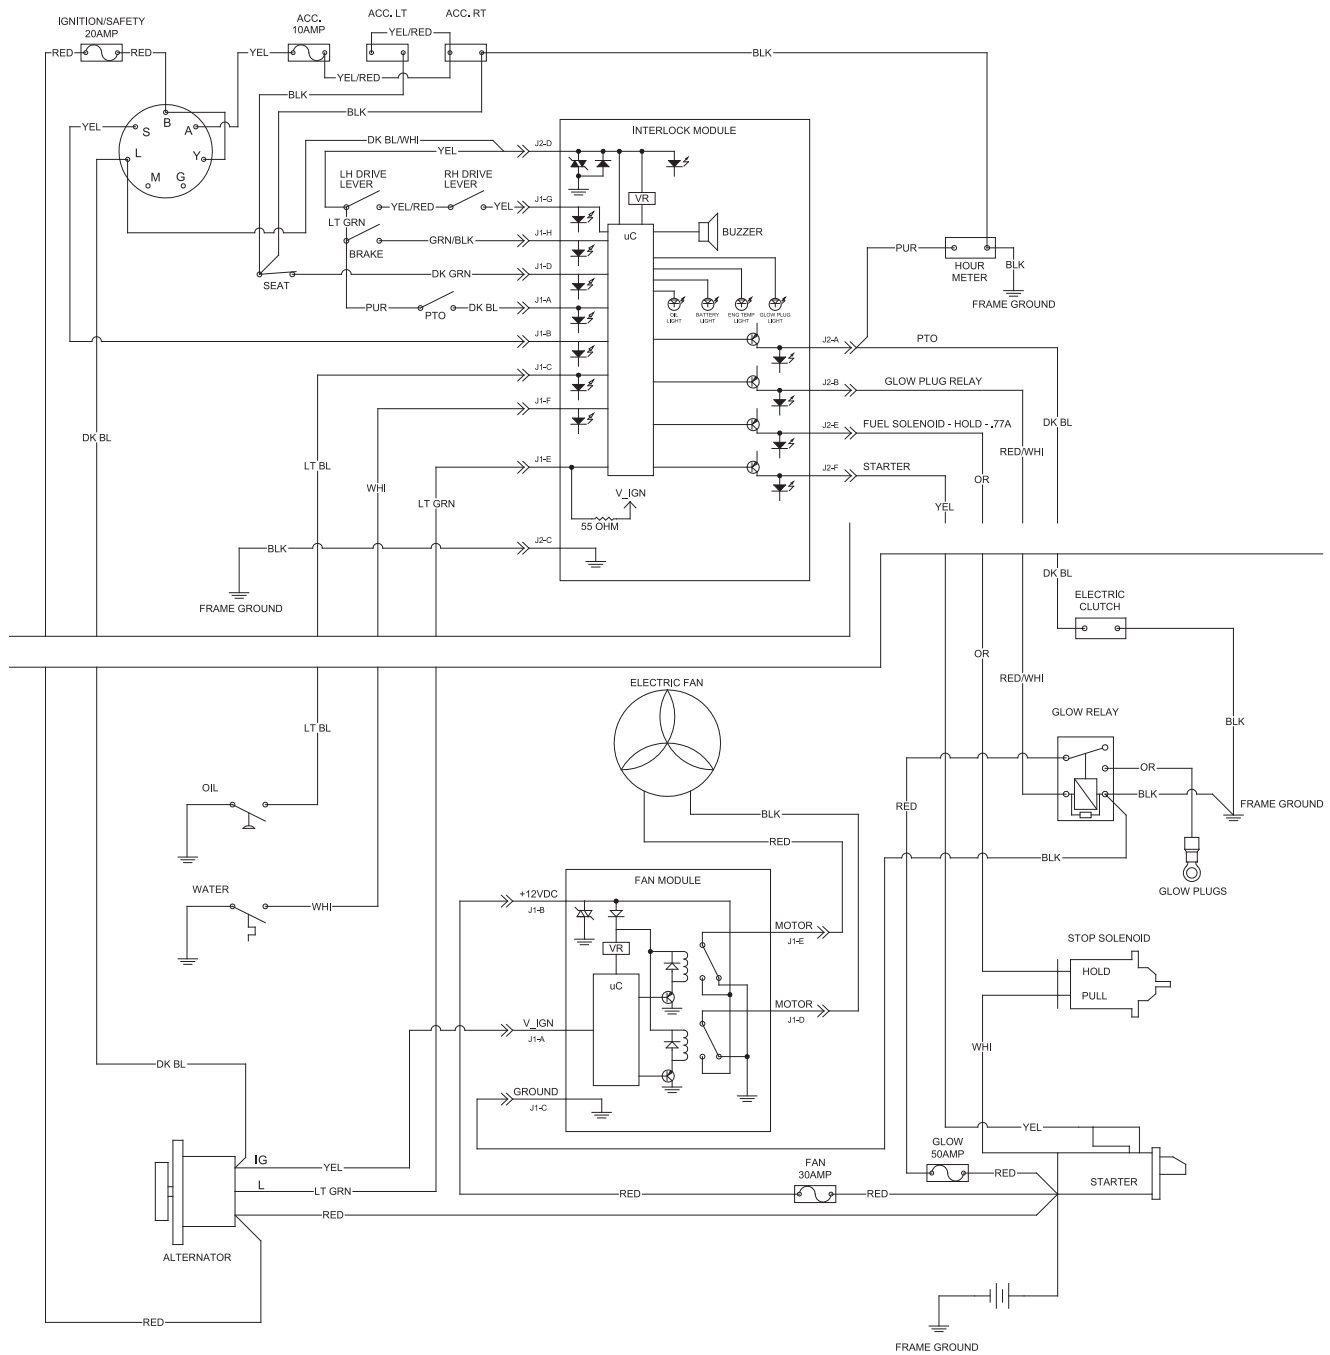 IGNITION/SAFETY
20AMP
ACC.
10AMP
ACC. LT
ACC. RT
YEL/RED
RED
RED
YEL
BLK
YEL/RED
BLK
BLK
YEL
S
B
A
L
Y
M
G
INTERLOCK MODULE
DK BL/WHI
YEL
J2-D
LH DRIVE
LEVER
RH DRIVE
LEVER
VR
YEL/RED
YEL
J1-G
LT GRN
uC
BUZZER
GRN/BLK
J1-H
BRAKE
PUR
HOUR
METER
BLK
DK GRN
J1-D
SEAT
FRAME GROUND
PUR
PTO
DK BL
J1-A
OIL
LIGHT
BATTERY
LIGHT
ENG TEMP
LIGHT
GLOW PLUG
LIGHT
J1-B
J2-A
PTO
J1-C
J2-B
GLOW PLUG RELAY
J1-F
J2-E
FUEL SOLENOID - HOLD - .77A
DK BL
DK BL
RED/WHI
LT BL
J1-E
J2-F
STARTER
OR
WHI
LT GRN
V_IGN
YEL
55 OHM
BLK
J2-C
DK BL
FRAME GROUND
ELECTRIC
CLUTCH
OR
RED/WHI
ELECTRIC FAN
GLOW RELAY
BLK
LT BL
OR
OIL
BLK
FRAME GROUND
RED
BLK
RED
BLK
GLOW PLUGS
FAN MODULE
WATER
WHI
+12VDC
J1-B
MOTOR
J1-E
STOP SOLENOID
VR
HOLD
uC
PULL
MOTOR
J1-D
V_IGN
J1-A
WHI
DK BL
GROUND
J1-C
YEL
IG
YEL
GLOW
50AMP
FAN
30AMP
RED
STARTER
L
LT GRN
RED
RED
RED
ALTERNATOR
RED
FRAME GROUND